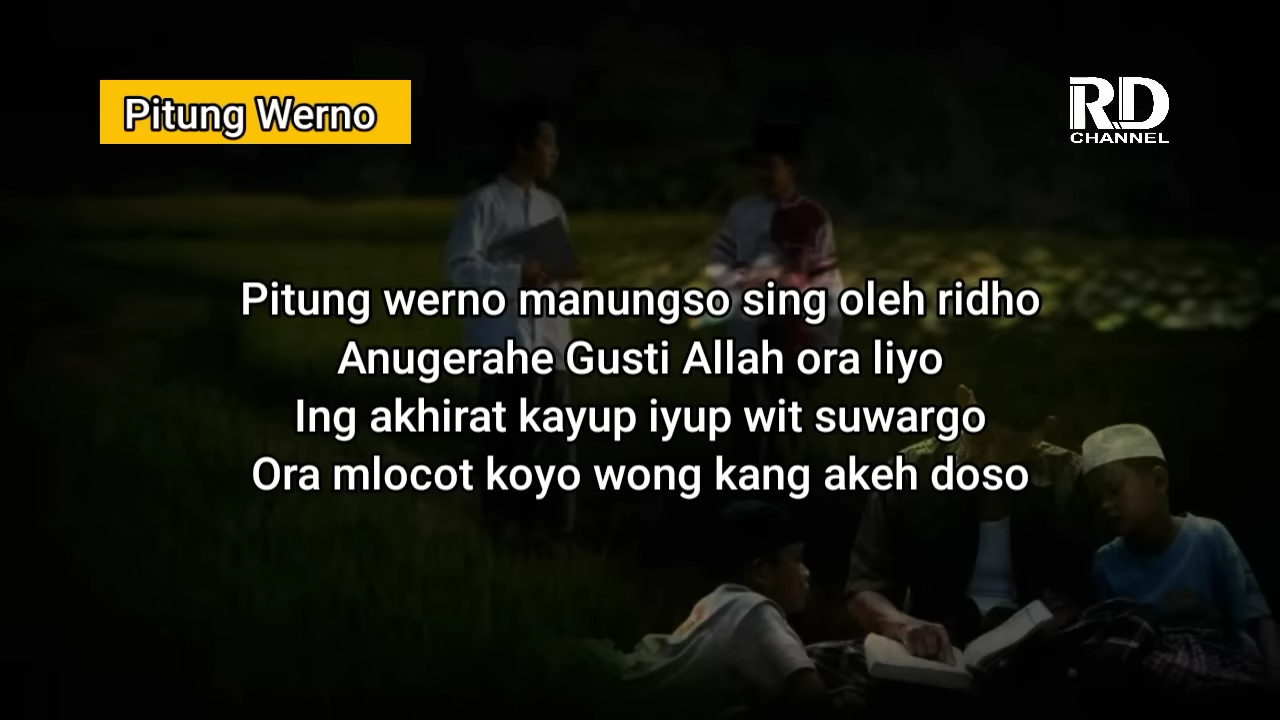 Pitung Werno
RD
CHANNEL
Pitung werno manungso sing oleh ridho
Anugerahe Gusti Allah ora liyo
Ing akhirat kayup iyup wit suwargo
Ora mlocot koyo wong kang akeh doso